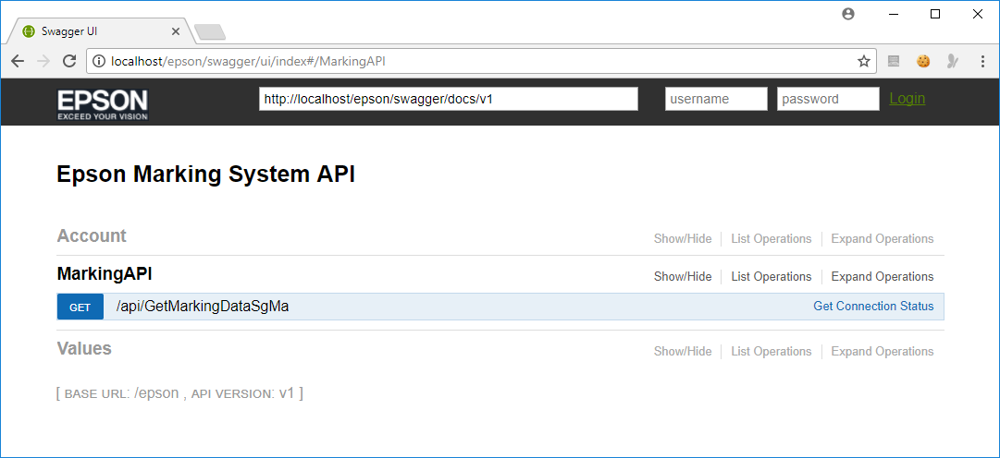 Swagger UI
localhost/epson/swagger/ui/index#/MarkingAPI
EPSON
EXCEED YOUR VISION
http://localhost/epson/swagger/docs/v1 username password Login
Epson Marking System API
Account Show/Hide List Operations Expand Operations
MarkingAPI Show/Hide List Operations Expand Operations
GET /api/GetMarkingDataSgMa Get Connection Status
Values Show/Hide List Operations Expand Operations
[ BASE URL: /epson , API VERSION: v1 ]